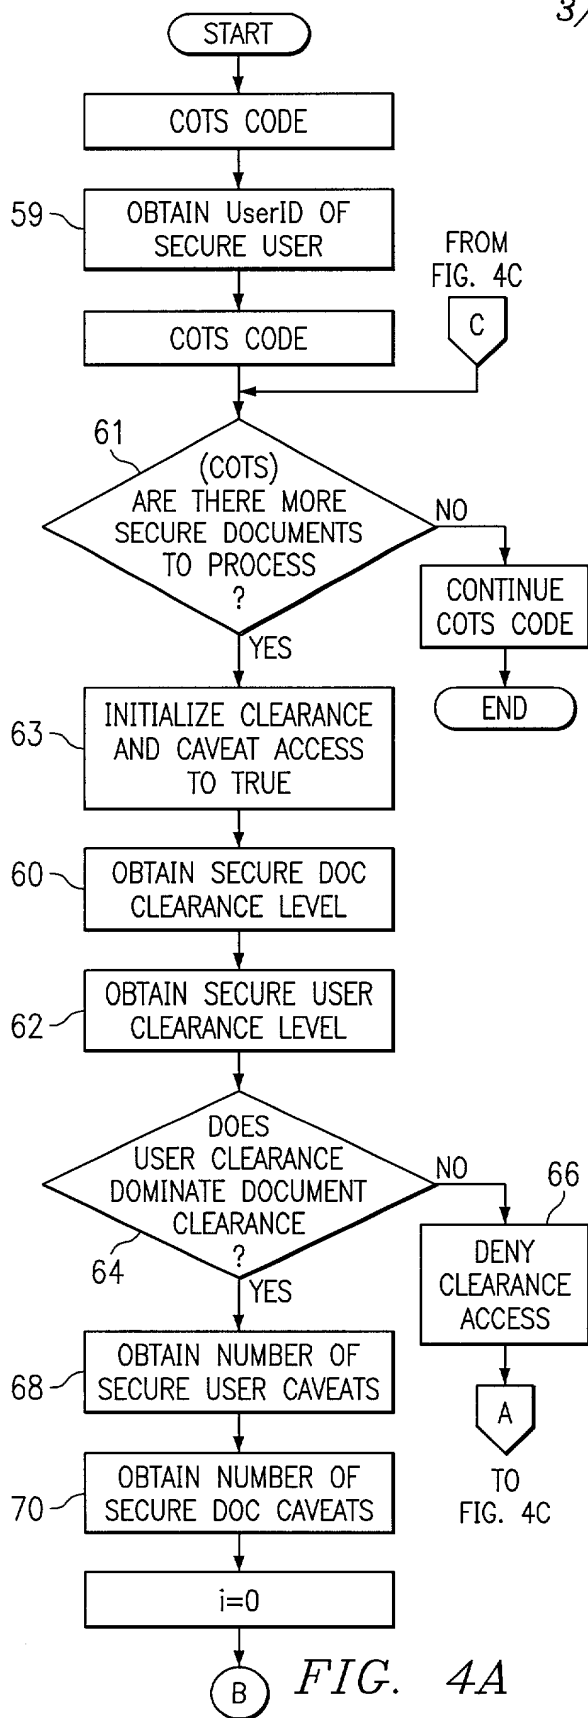 3/
START
COTS CODE
59
OBTAIN UserID OF
SECURE USER
FROM
FIG. 4C
C
COTS CODE
61
(COTS)
ARE THERE MORE
SECURE DOCUMENTS
TO PROCESS
?
NO
YES
CONTINUE
COTS CODE
END
63
INITIALIZE CLEARANCE
AND CAVEAT ACCESS
TO TRUE
60
OBTAIN SECURE DOC
CLEARANCE LEVEL
62
OBTAIN SECURE USER
CLEARANCE LEVEL
DOES
USER CLEARANCE
DOMINATE DOCUMENT
CLEARANCE
?
64
NO
YES
66
DENY
CLEARANCE
ACCESS
A
TO
FIG. 4C
68
OBTAIN NUMBER OF
SECURE USER CAVEATS
70
OBTAIN NUMBER OF
SECURE DOC CAVEATS
i=0
B
FIG. 4A